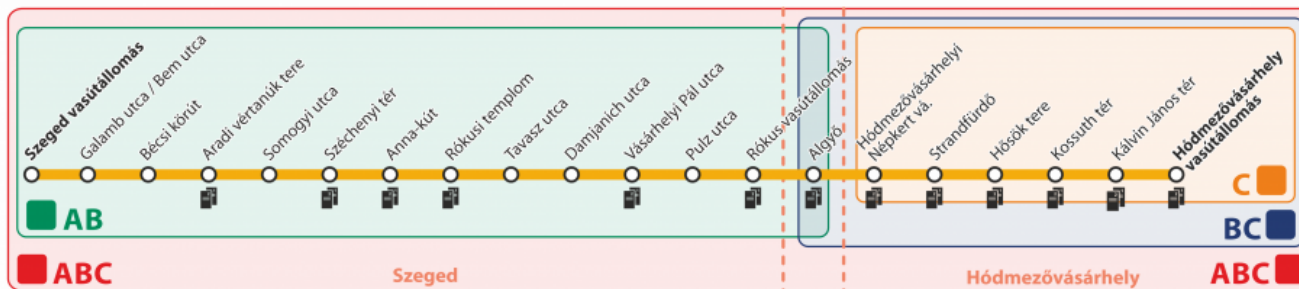 Szeged vasútállomás
Galamb utca / Bem utca
Bécsi körút
Aradi vértanúk tere
Somogyi utca
Széchenyi tér
Anna-kút
Rókusi templom
Tavasz utca
Damjanich utca
Vásárhelyi Pál utca
Pulz utca
Rókus vasútállomás
Algyő
Hódmezővásárhelyi
Népkert vá.
Strandfürdő
Hősök tere
Kossuth tér
Kálvin János tér
Hódmezővásárhely
vasútállomás
C
AB
BC
ABC
Szeged
Hódmezővásárhely
ABC